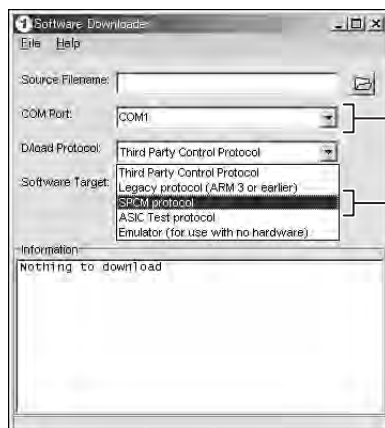 Software Downloader
File Help
Source Filename:
COM Port: COM1
D/load Protocol: Third Party Control Protocol
Software Target:
Third Party Control Protocol
Legacy protocol (ARM 3 or earlier)
SPCM protocol
ASIC Test protocol
Emulator (for use with no hardware)
Information
Nothing to download